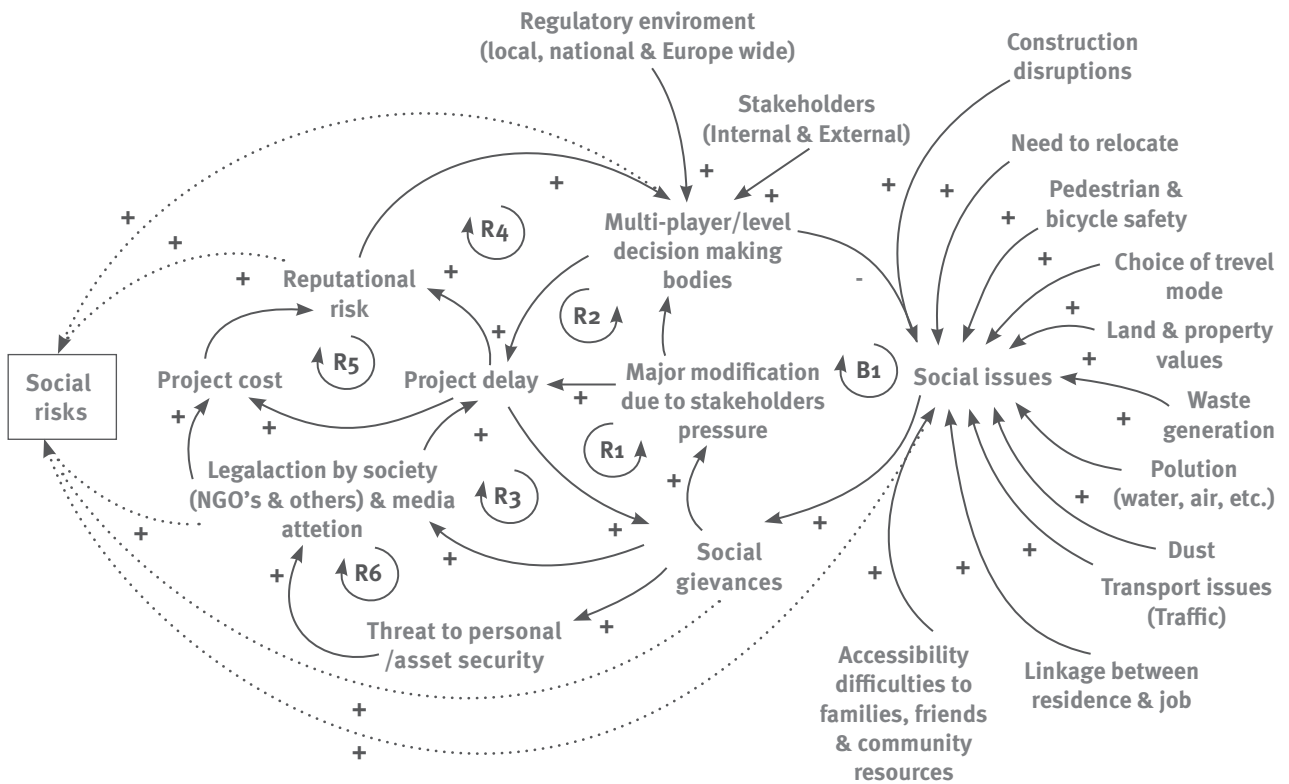 Regulatory enviroment
(local, national & Europe wide)
Construction
disruptions
Stakeholders
(Internal & External)
Need to relocate
+
+
+
+
+
+
Pedestrian &
bicycle safety
+
+
R4
Multi-player/level
decision making
bodies
+
+
Choice of trevel
mode
+
+
Reputational
risk
-
R2
+
+
Land & property
values
R5
+
Social
risks
Project cost
Project delay
Major modification
due to stakeholders
pressure
B1
Social issues
Waste
generation
+
+
+
+
+
R1
Legalaction by society
(NGO's & others) & media
attetion
R3
+
Polution
(water, air, etc.)
+
+
+
+
+
+
Social
gievances
Dust
R6
+
+
+
Transport issues
(Traffic)
Threat to personal
/asset security
+
Accessibility
difficulties to
families, friends
& community
resources
Linkage between
residence & job
+
+